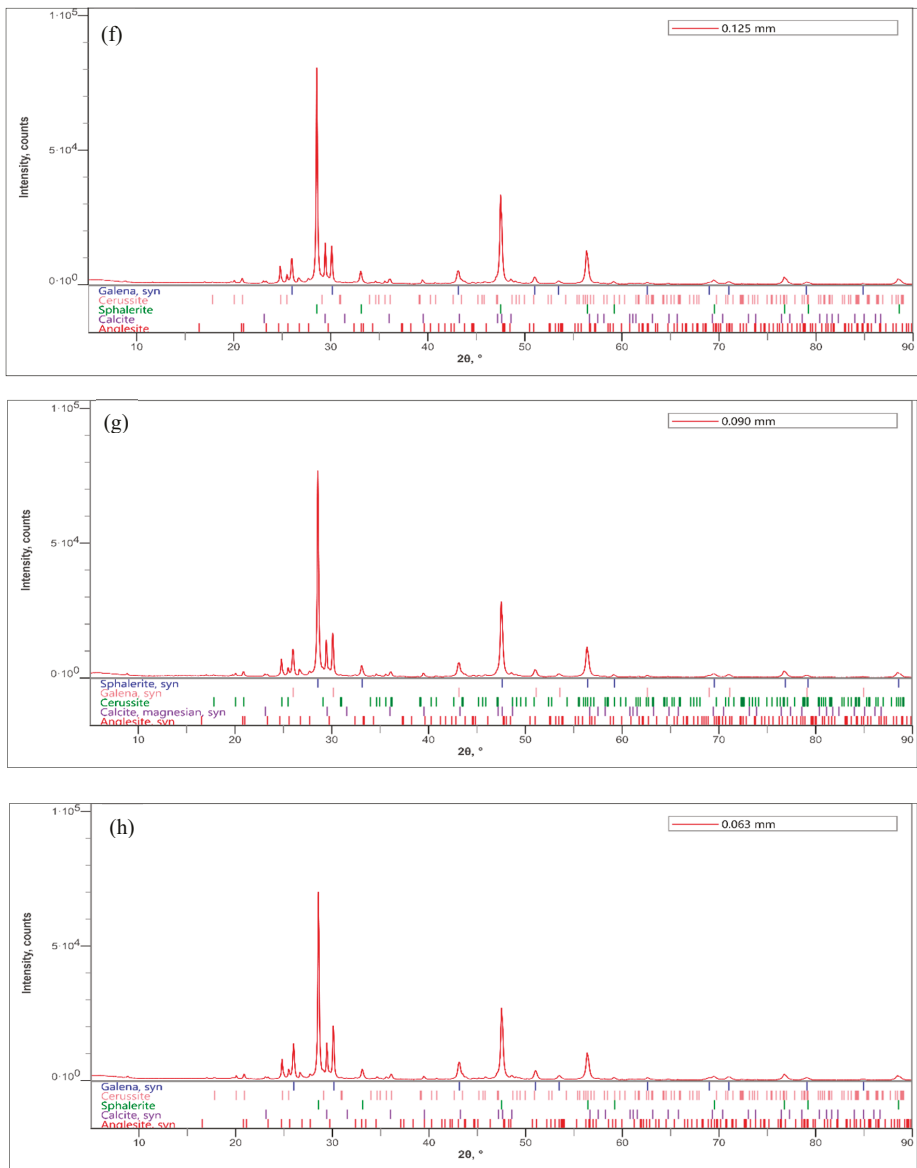 (f)
0.125 mm
1·10⁵
5·10⁴
0·10⁰
Intensity, counts
Galena, syn
Cerussite
Sphalerite
Calcite
Anglesite
10 20 30 40 50 60 70 80 90
2θ, °
(g)
0.090 mm
1·10⁵
5·10⁴
0·10⁰
Intensity, counts
Sphalerite, syn
Galena, syn
Cerussite
Calcite, magnesian, syn
Anglesite, syn
10 20 30 40 50 60 70 80 90
2θ, °
(h)
0.063 mm
1·10⁵
5·10⁴
0·10⁰
Intensity, counts
Galena, syn
Cerussite
Sphalerite
Calcite, syn
Anglesite, syn
10 20 30 40 50 60 70 80 90
2θ, °